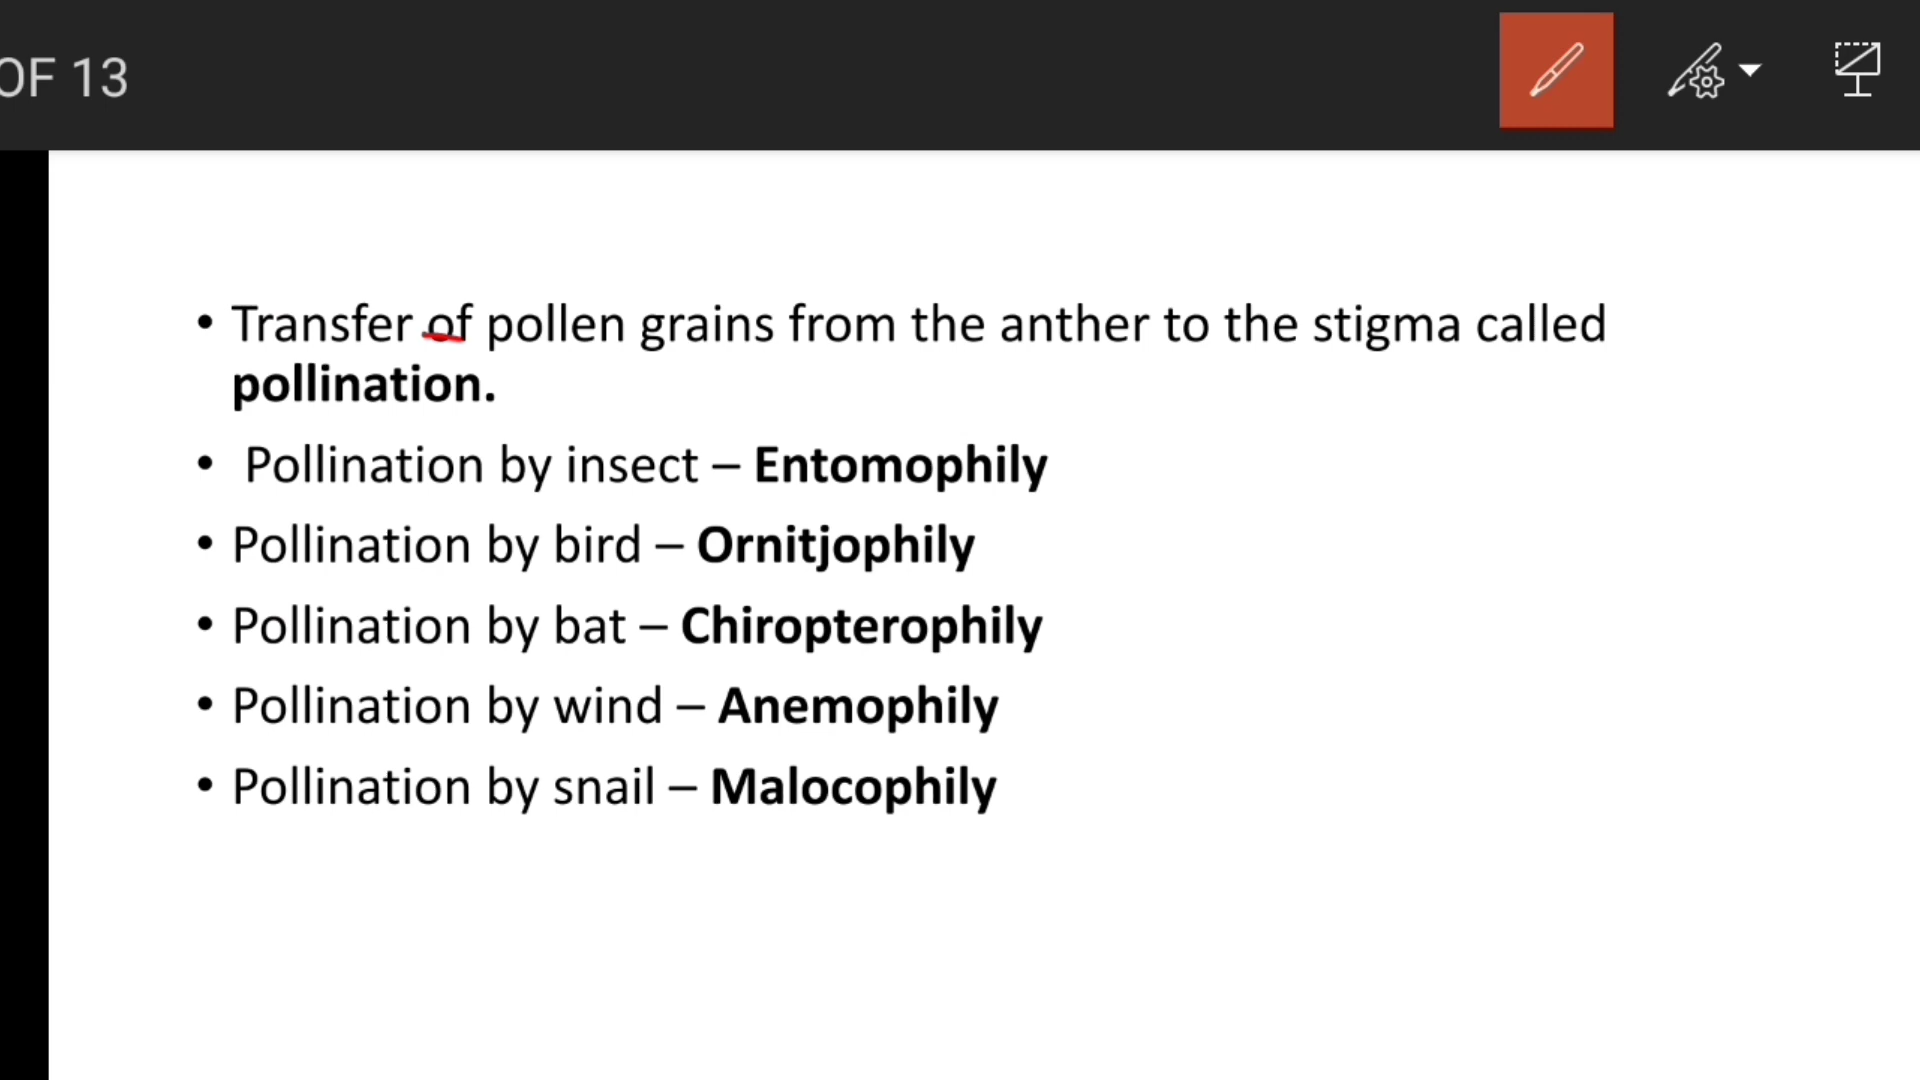 OF 13
• Transfer of pollen grains from the anther to the stigma called
pollination.
• Pollination by insect – Entomophily
• Pollination by bird – Ornitjophily
• Pollination by bat – Chiropterophily
• Pollination by wind – Anemophily
• Pollination by snail – Malocophily